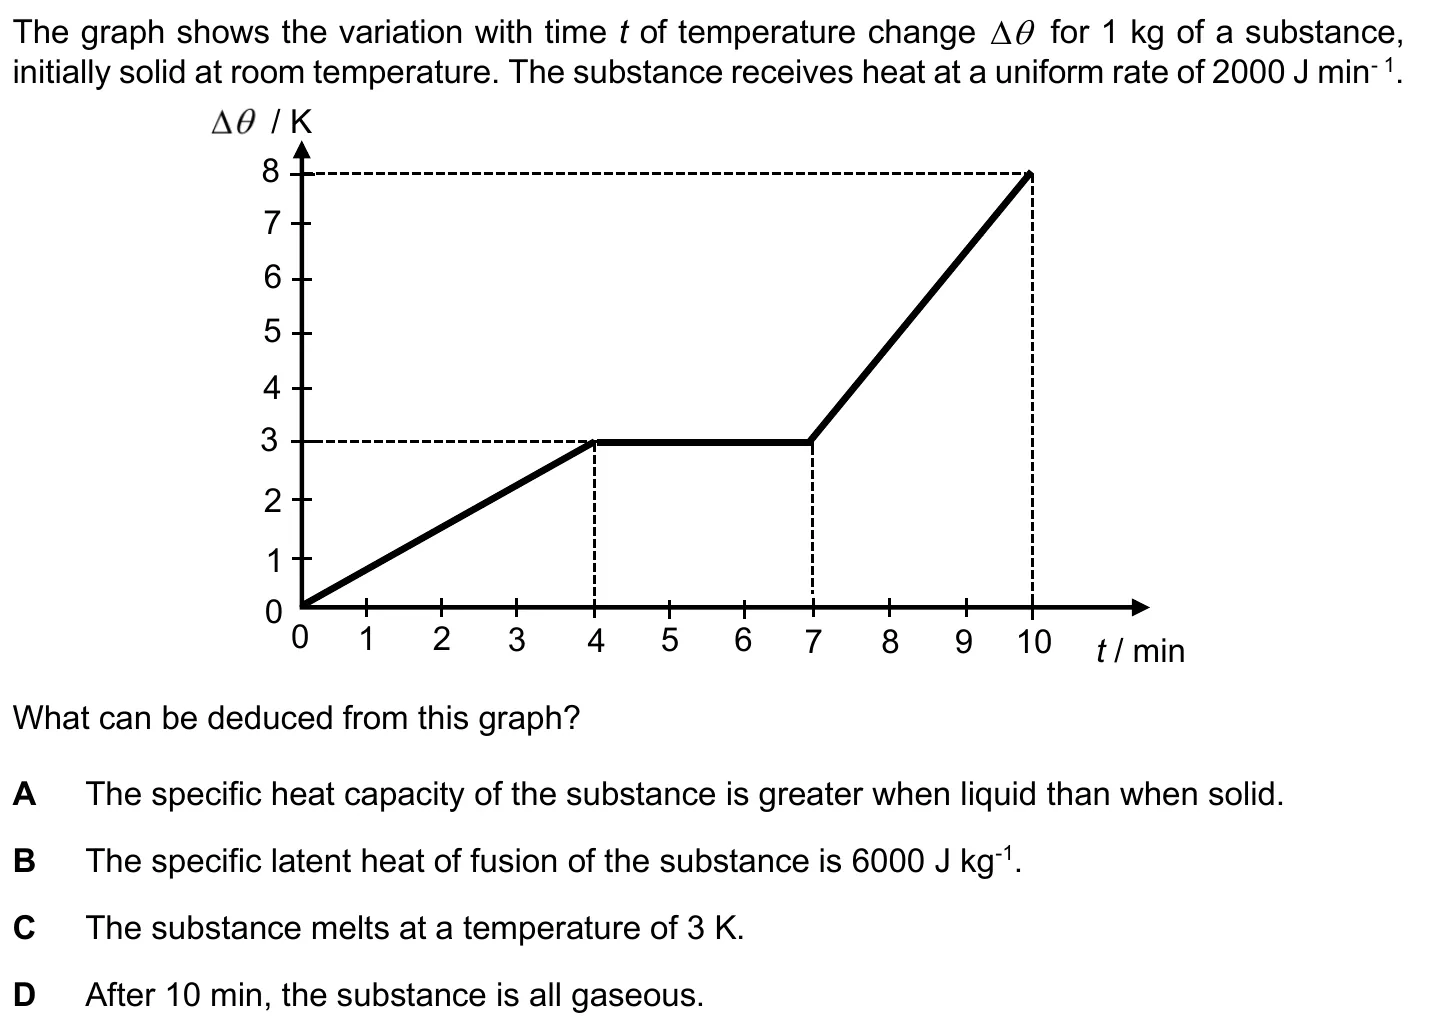 The graph shows the variation with time t of temperature change Δθ for 1 kg of a substance,
initially solid at room temperature. The substance receives heat at a uniform rate of 2000 J min⁻¹.
Δθ / K
8
7
6
5
4
3
2
1
0
0 1 2 3 4 5 6 7 8 9 10
t / min
What can be deduced from this graph?
A The specific heat capacity of the substance is greater when liquid than when solid.
B The specific latent heat of fusion of the substance is 6000 J kg⁻¹.
C The substance melts at a temperature of 3 K.
D After 10 min, the substance is all gaseous.